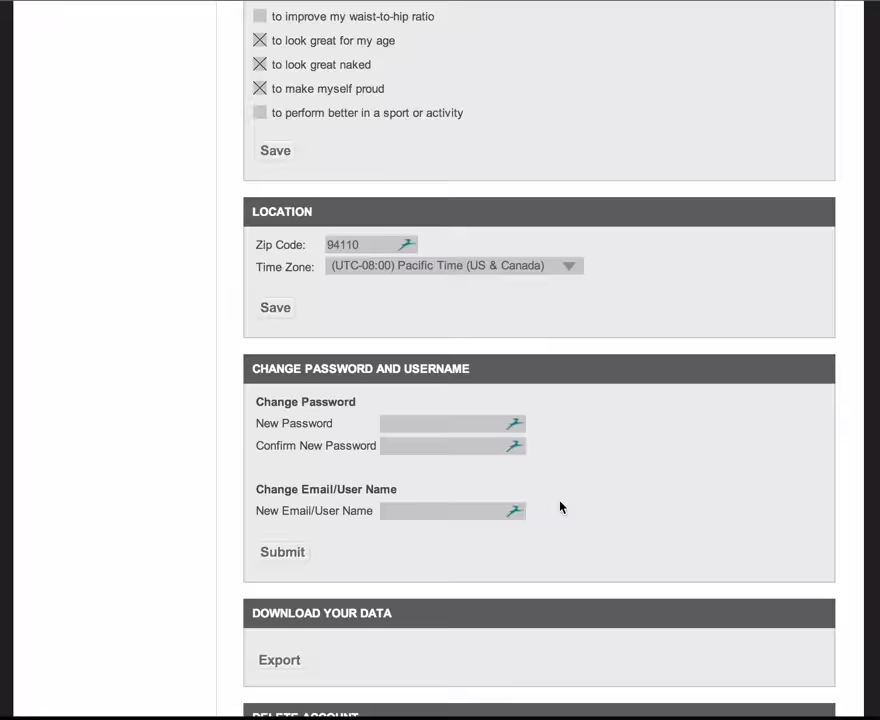 to improve my waist-to-hip ratio
to look great for my age
to look great naked
to make myself proud
to perform better in a sport or activity
Save
LOCATION
Zip Code: 94110
Time Zone: (UTC-08:00) Pacific Time (US & Canada)
Save
CHANGE PASSWORD AND USERNAME
Change Password
New Password
Confirm New Password
Change Email/User Name
New Email/User Name
Submit
DOWNLOAD YOUR DATA
Export
DELETE ACCOUNT